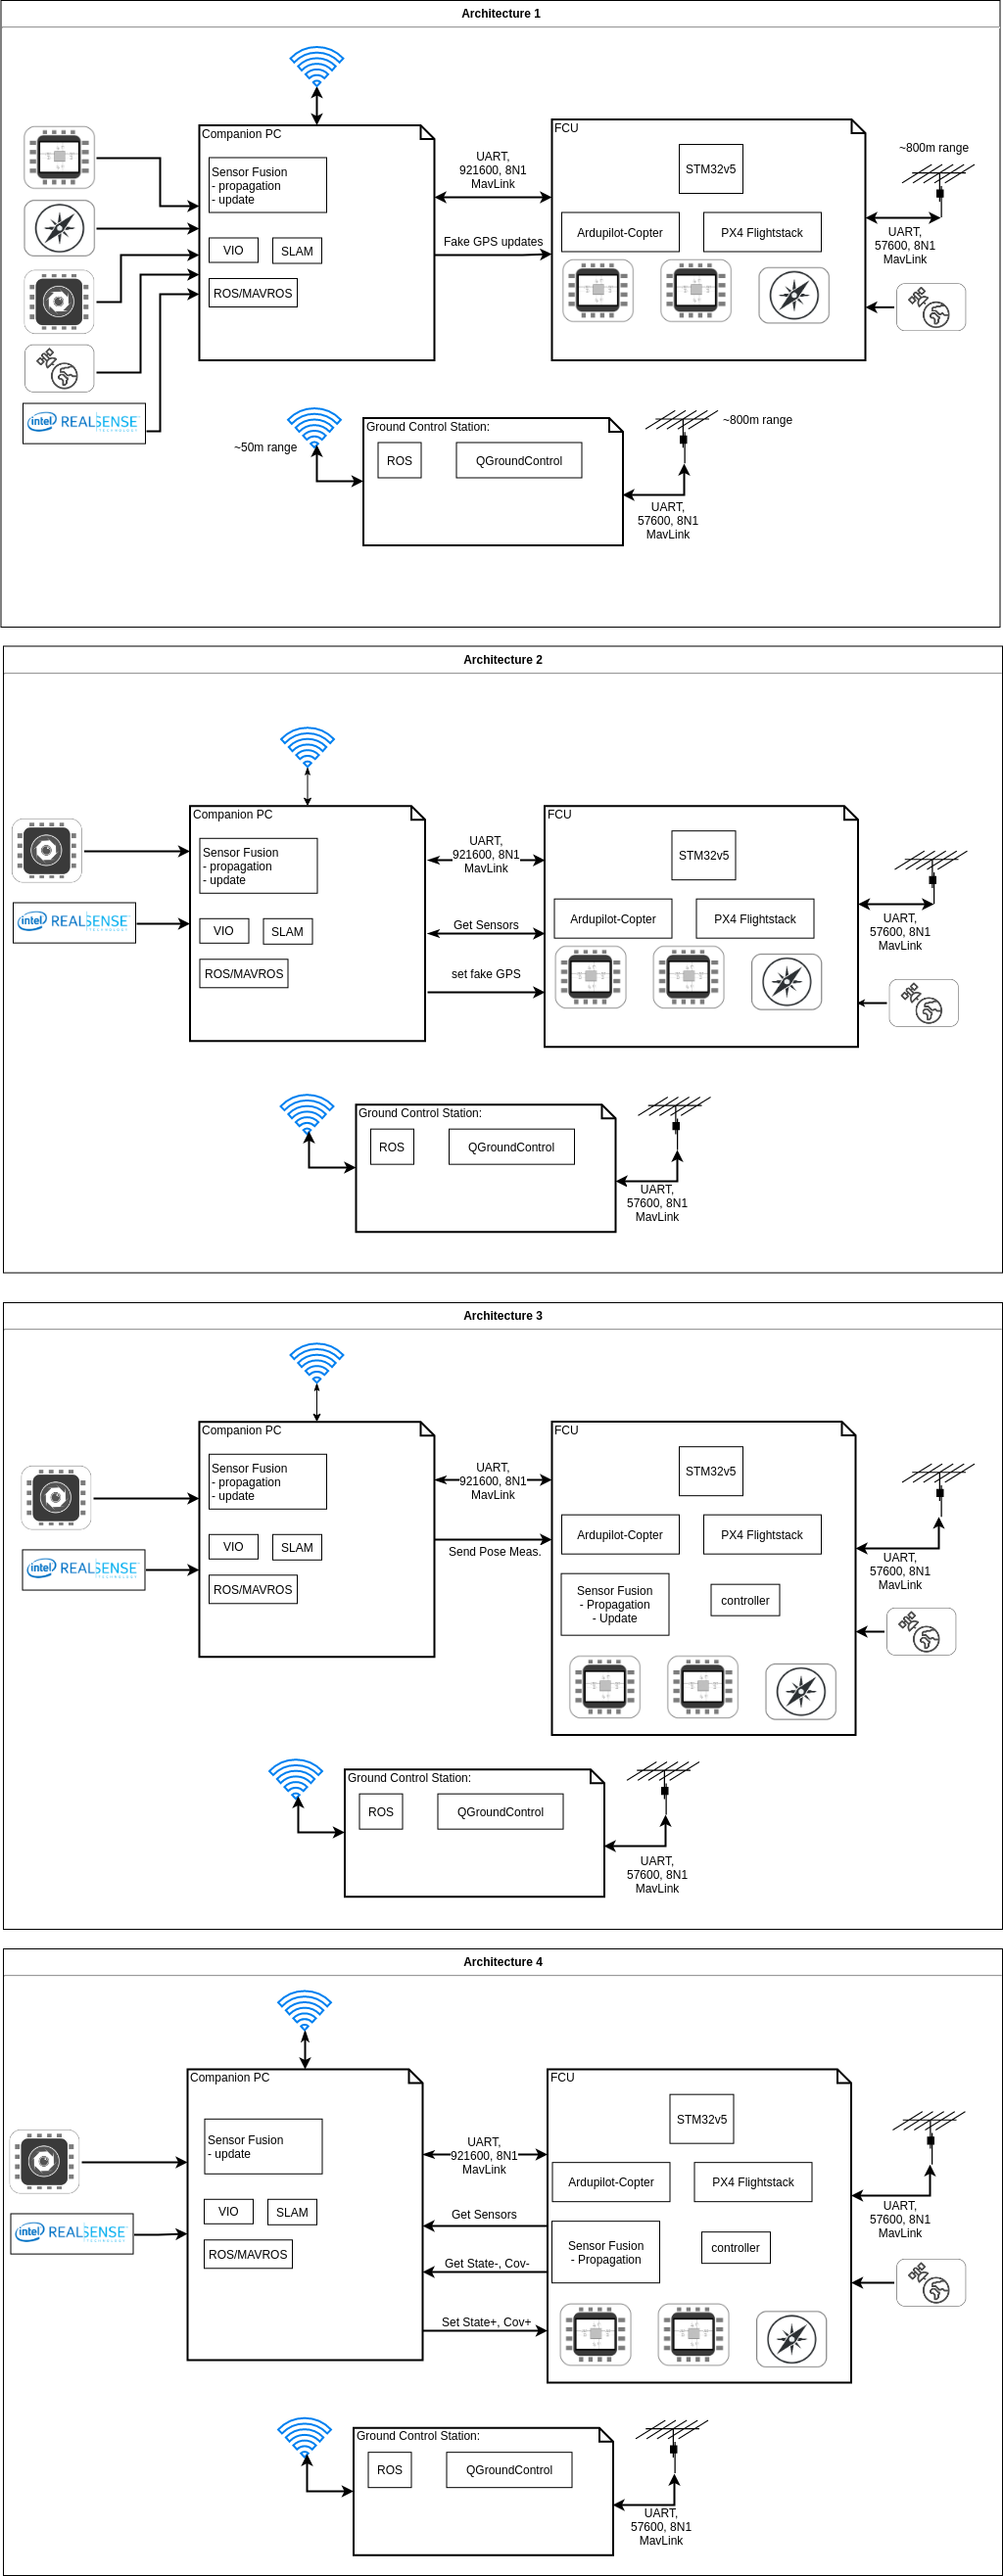 Architecture 1
Companion PC
Sensor Fusion
- propagation
- update
VIO
SLAM
ROS/MAVROS
intel REALSENSE
TECHNOLOGY
UART,
921600, 8N1
MavLink
Fake GPS updates
FCU
STM32v5
Ardupilot-Copter
PX4 Flightstack
~800m range
UART,
57600, 8N1
MavLink
~50m range
Ground Control Station:
ROS
QGroundControl
~800m range
UART,
57600, 8N1
MavLink
Architecture 2
Companion PC
Sensor Fusion
- propagation
- update
VIO
SLAM
ROS/MAVROS
intel REALSENSE
TECHNOLOGY
UART,
921600, 8N1
MavLink
Get Sensors
set fake GPS
FCU
STM32v5
Ardupilot-Copter
PX4 Flightstack
UART,
57600, 8N1
MavLink
Ground Control Station:
ROS
QGroundControl
UART,
57600, 8N1
MavLink
Architecture 3
Companion PC
Sensor Fusion
- propagation
- update
VIO
SLAM
ROS/MAVROS
intel REALSENSE
TECHNOLOGY
UART,
921600, 8N1
MavLink
Send Pose Meas.
FCU
STM32v5
Ardupilot-Copter
PX4 Flightstack
Sensor Fusion
- Propagation
- Update
controller
UART,
57600, 8N1
MavLink
Ground Control Station:
ROS
QGroundControl
UART,
57600, 8N1
MavLink
Architecture 4
Companion PC
Sensor Fusion
- update
VIO
SLAM
ROS/MAVROS
intel REALSENSE
TECHNOLOGY
UART,
921600, 8N1
MavLink
Get Sensors
Get State-, Cov-
Set State+, Cov+
FCU
STM32v5
Ardupilot-Copter
PX4 Flightstack
Sensor Fusion
- Propagation
controller
UART,
57600, 8N1
MavLink
Ground Control Station:
ROS
QGroundControl
UART,
57600, 8N1
MavLink